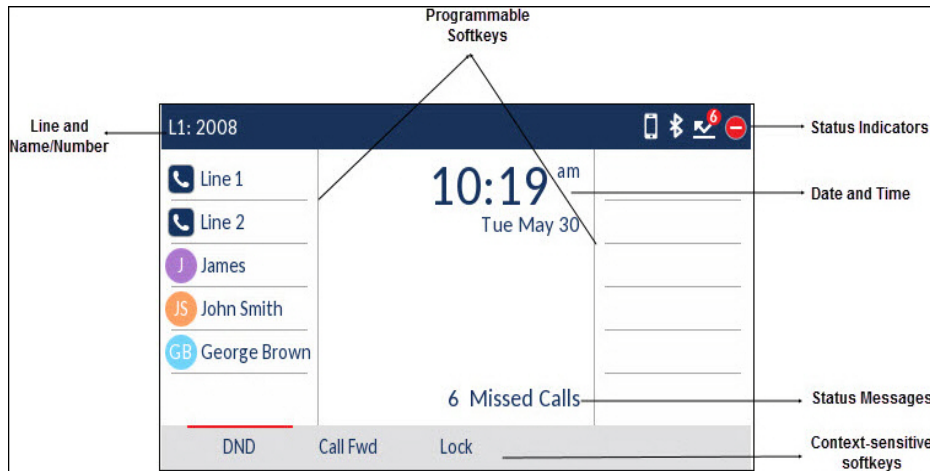 Programmable
Softkeys
Line and
Name/Number
L1: 2008
6
Status Indicators
Line 1
10:19 am
Date and Time
Line 2
Tue May 30
J James
JS John Smith
GB George Brown
6 Missed Calls
Status Messages
DND Call Fwd Lock
Context-sensitive
softkeys